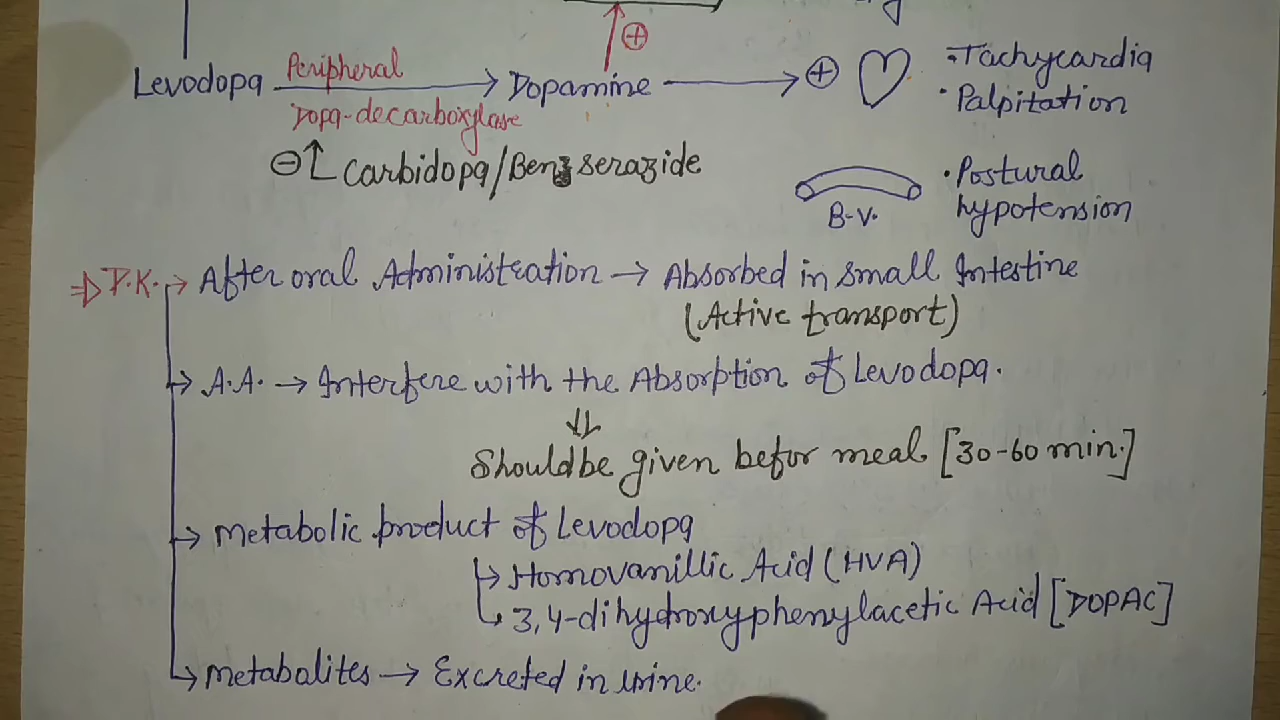 Levodopa Peripheral → Dopamine → ⊕ • Tachycardia
⊕
Dopa-decarboxylase • Palpitation
⊖ Carbidopa/Benserazide
• Postural
B.V. hypotension
⇒ P.K. → After oral Administration → Absorbed in small Intestine
(Active transport)
→ A.A. → Interfere with the Absorption of Levodopa.
⇓
Should be given befor meal [30-60 min.]
→ Metabolic product of Levodopa
→ Homovanillic Acid (HVA)
→ 3,4-dihydroxyphenylacetic Acid [DOPAC]
→ Metabolites → Excreted in urine.